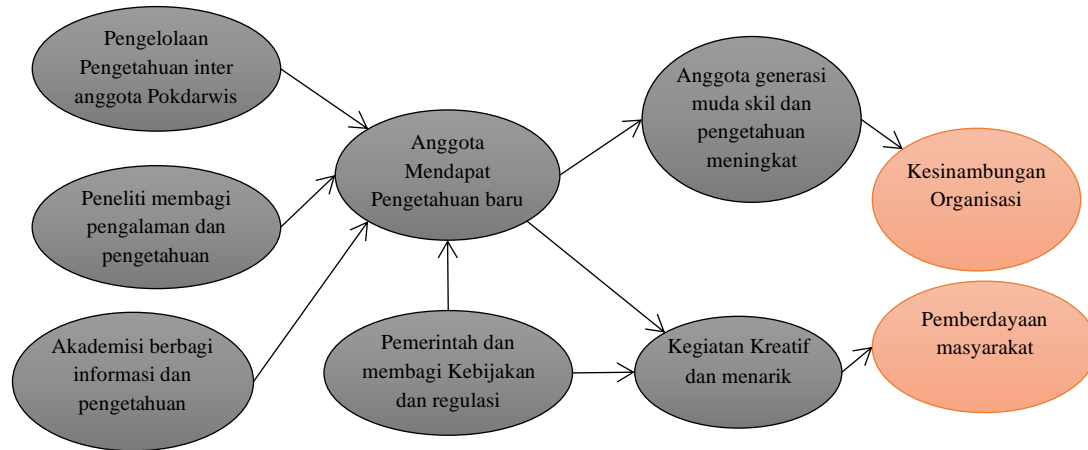 Pengelolaan
Pengetahuan inter
anggota Pokdarwis
Peneliti membagi
pengalaman dan
pengetahuan
Akademisi berbagi
informasi dan
pengetahuan
Anggota
Mendapat
Pengetahuan baru
Pemerintah dan
membagi Kebijakan
dan regulasi
Anggota generasi
muda skil dan
pengetahuan
meningkat
Kegiatan Kreatif
dan menarik
Kesinambungan
Organisasi
Pemberdayaan
masyarakat